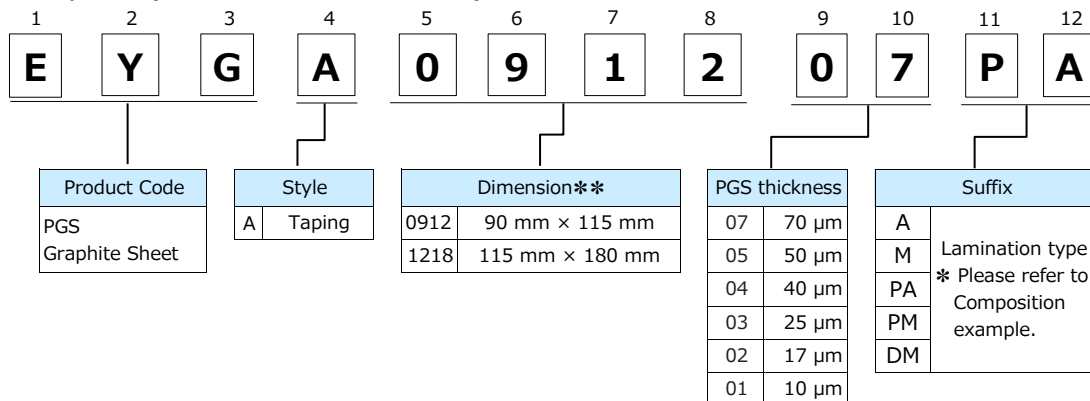 1 2 3 4 5 6 7 8 9 10 11 12
E Y G A 0 9 1 2 0 7 P A
Product Code
PGS
Graphite Sheet
Style
A Taping
Dimension✻✻
0912 90 mm × 115 mm
1218 115 mm × 180 mm
PGS thickness
07 70 μm
05 50 μm
04 40 μm
03 25 μm
02 17 μm
01 10 μm
Suffix
A
M
PA
PM
DM
Lamination type
✻ Please refer to
Composition
example.